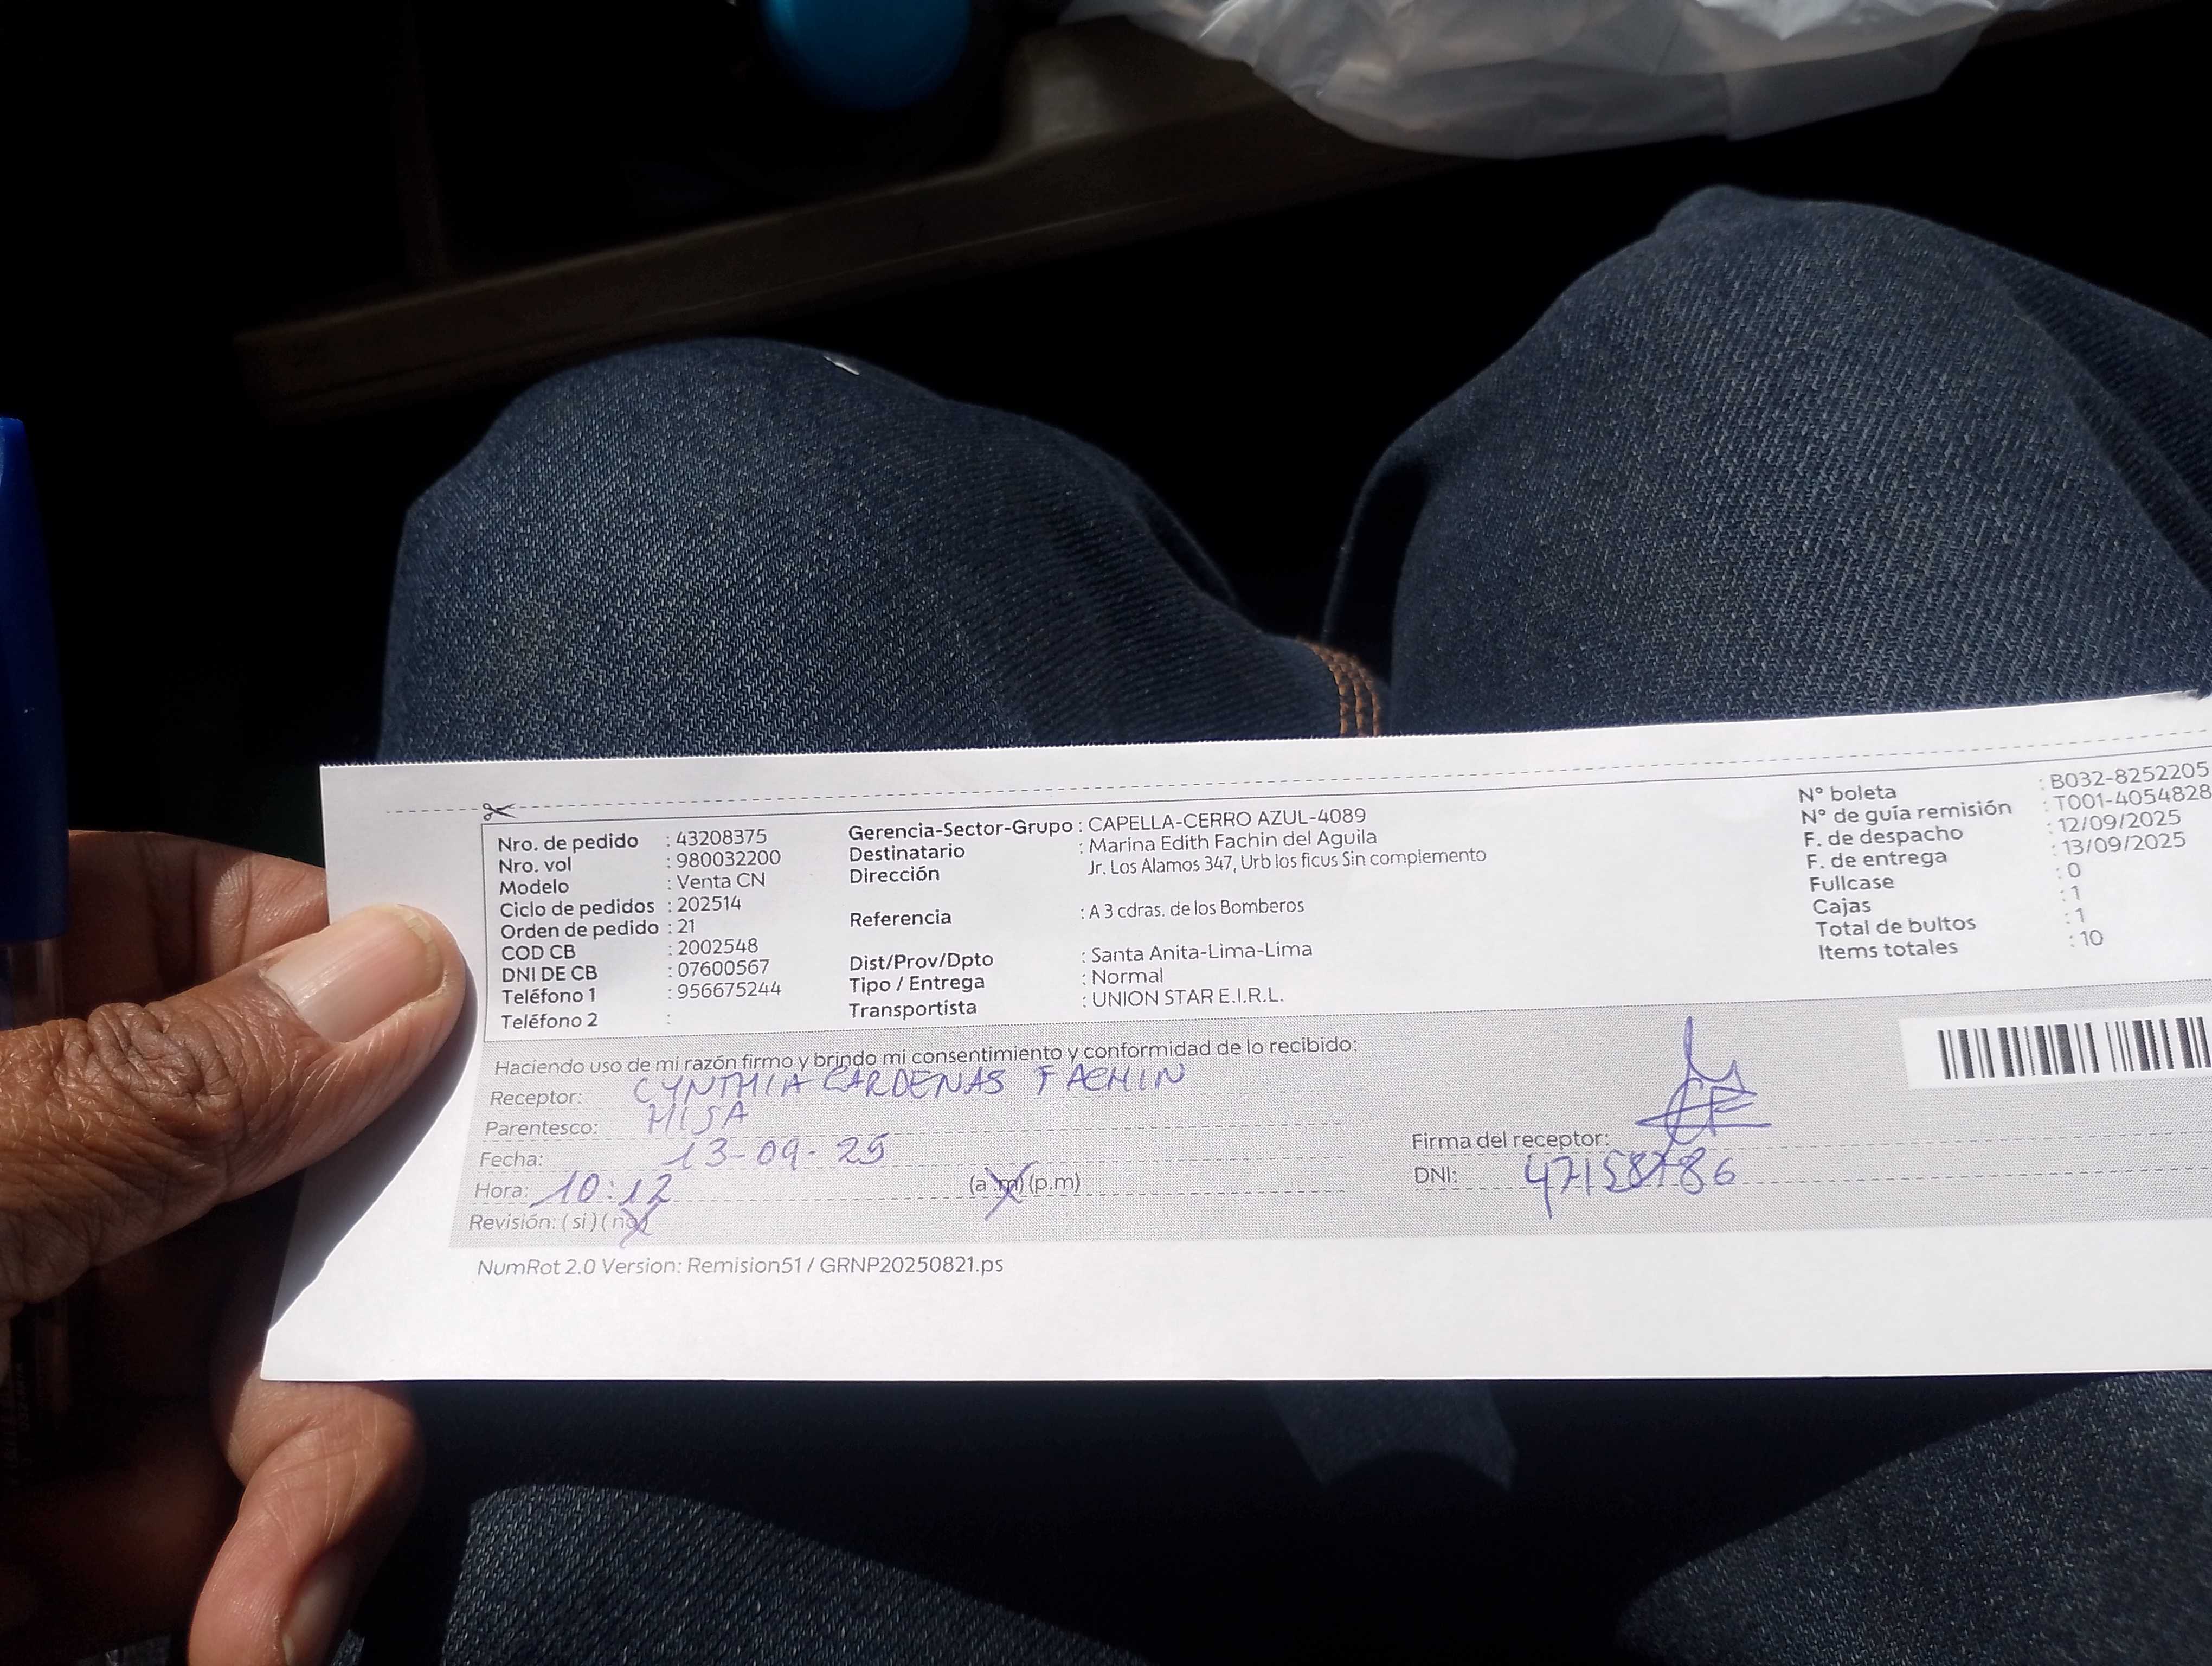 Nro. de pedido : 43208375
Nro. vol : 980032200
Modelo : Venta CN
Ciclo de pedidos : 202514
Orden de pedido : 21
COD CB : 2002548
DNI DE CB : 07600567
Teléfono 1 : 956675244
Teléfono 2 :
Gerencia-Sector-Grupo : CAPELLA-CERRO AZUL-4089
Destinatario : Marina Edith Fachin del Aguila
Dirección : Jr. Los Alamos 347, Urb los ficus Sin complemento
Referencia : A 3 cdras. de los Bomberos
Dist/Prov/Dpto : Santa Anita-Lima-Lima
Tipo / Entrega : Normal
Transportista : UNION STAR E.I.R.L.
N° boleta : B032-8252205
N° de guía remisión : T001-4054828
F. de despacho : 12/09/2025
F. de entrega : 13/09/2025
Fullcase : 0
Cajas : 1
Total de bultos : 1
Items totales : 10
Haciendo uso de mi razón firmo y brindo mi consentimiento y conformidad de lo recibido:
Receptor: CYNTHIA CARDENAS FACHIN
Parentesco: HIJA
Fecha: 13-09-25
Hora: 10:12 (a.m) (p.m)
Revisión: (si) (no)
Firma del receptor:
DNI:
NumRot 2.0 Version: Remision51 / GRNP20250821.ps